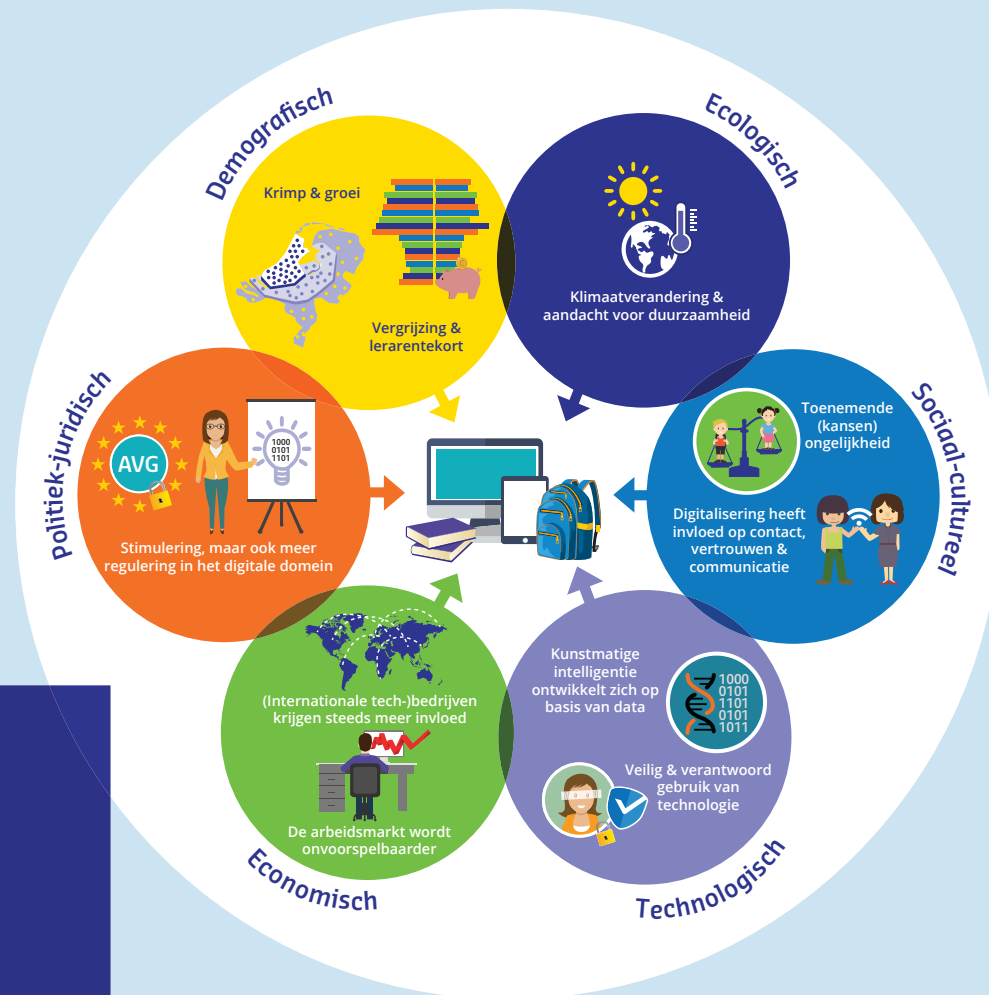 Demografisch
Krimp & groei
Vergrijzing &
lerarentekort
Ecologisch
Klimaatverandering &
aandacht voor duurzaamheid
Politiek-juridisch
AVG
1000
0101
1101
Stimulering, maar ook meer
regulering in het digitale domein
Sociaal-cultureel
Toenemende
(kansen)
ongelijkheid
Digitalisering heeft
invloed op contact,
vertrouwen &
communicatie
Economisch
(Internationale tech-)bedrijven
krijgen steeds meer invloed
De arbeidsmarkt wordt
onvoorspelbaarder
Technologisch
Kunstmatige
intelligentie
ontwikkelt zich op
basis van data
1000
0101
1101
0101
1011
Veilig & verantwoord
gebruik van
technologie